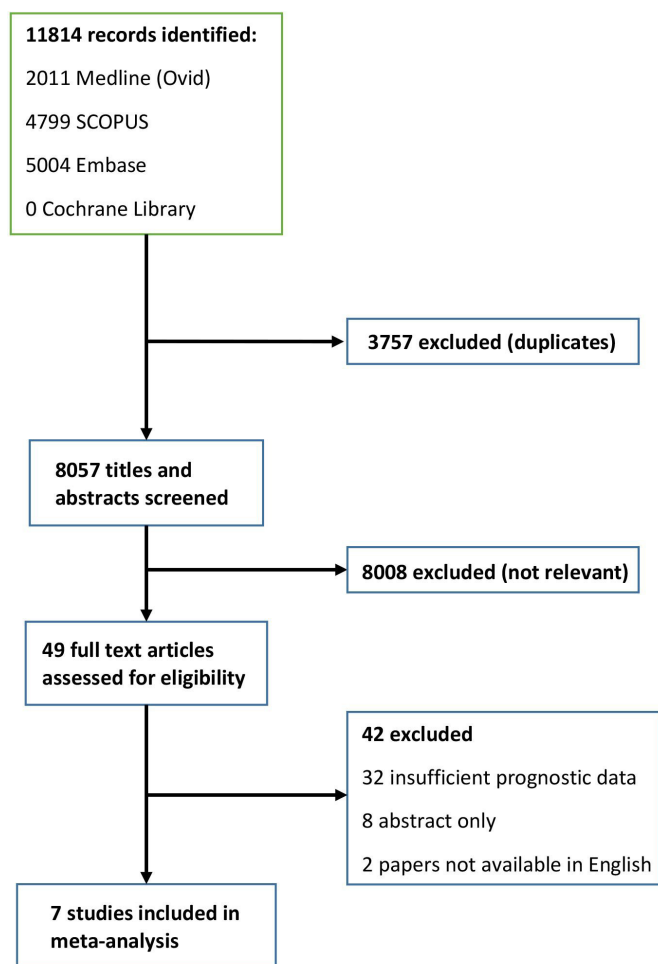 11814 records identified:
2011 Medline (Ovid)
4799 SCOPUS
5004 Embase
0 Cochrane Library
3757 excluded (duplicates)
8057 titles and
abstracts screened
8008 excluded (not relevant)
49 full text articles
assessed for eligibility
42 excluded
32 insufficient prognostic data
8 abstract only
2 papers not available in English
7 studies included in
meta-analysis